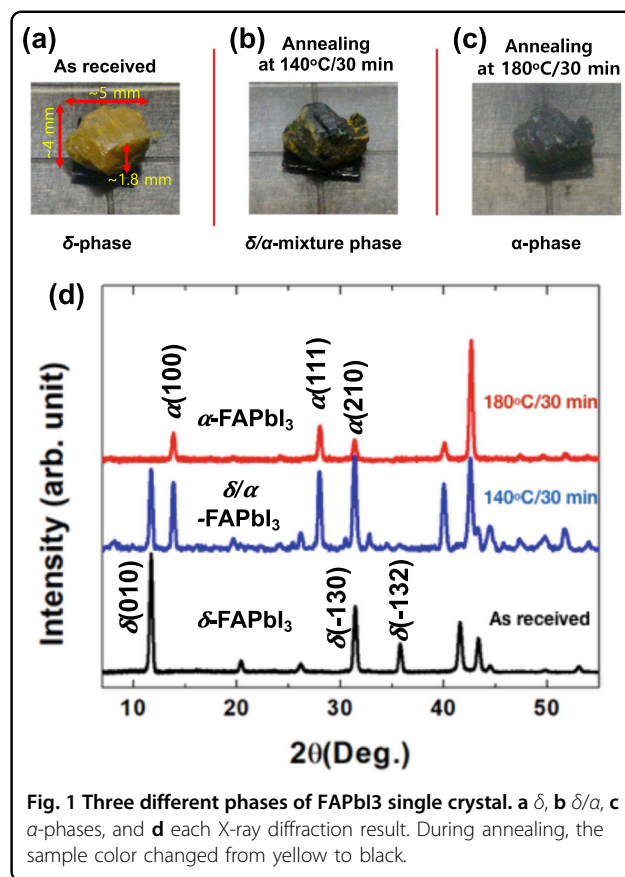 (a)
As received
~5 mm
~4 mm
~1.8 mm
δ-phase
(b)
Annealing
at 140°C/30 min
δ/α-mixture phase
(c)
Annealing
at 180°C/30 min
α-phase
(d)
Intensity (arb. unit)
α(100)
α(111)
α(210)
α-FAPbI3
180°C/30 min
δ/α
-FAPbI3
140°C/30 min
δ(010)
δ-FAPbI3
δ(-130)
δ(-132)
As received
10 20 30 40 50
2θ(Deg.)
Fig. 1 Three different phases of FAPbI3 single crystal. a δ, b δ/α, c
α-phases, and d each X-ray diffraction result. During annealing, the
sample color changed from yellow to black.